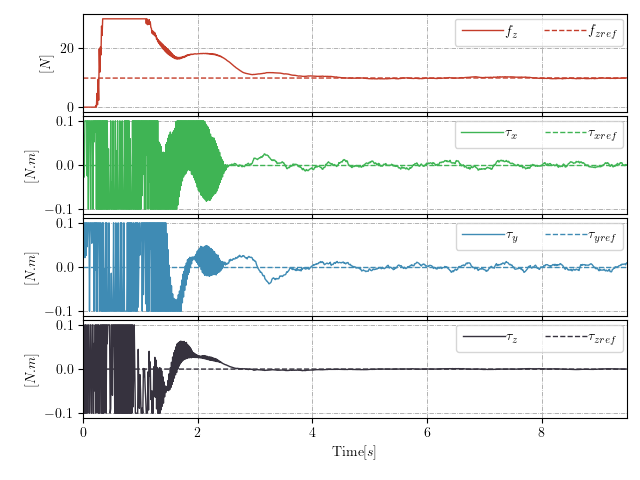 f_z f_zref
20
0
[N]
τ_x τ_xref
0.1
0.0
−0.1
[N.m]
τ_y τ_yref
0.1
0.0
−0.1
[N.m]
τ_z τ_zref
0.1
0.0
−0.1
[N.m]
0 2 4 6 8
Time[s]